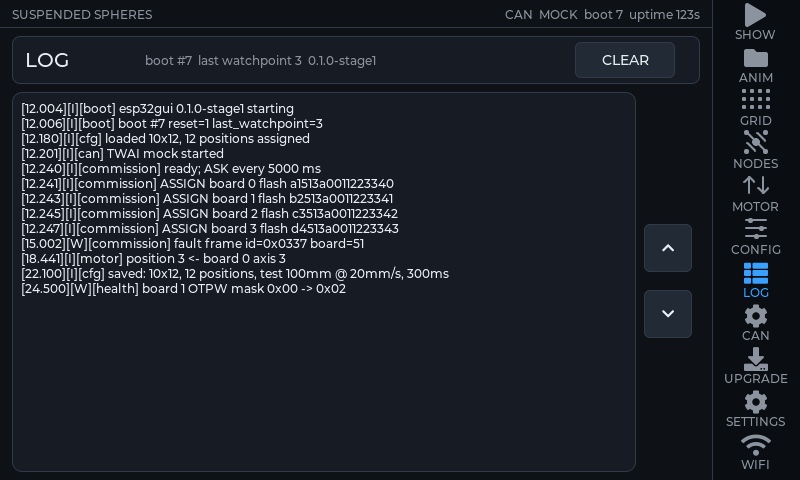 SUSPENDED SPHERES
CAN MOCK boot 7 uptime 123s
LOG
boot #7 last watchpoint 3 0.1.0-stage1
CLEAR
[12.004][I][boot] esp32gui 0.1.0-stage1 starting
[12.006][I][boot] boot #7 reset=1 last_watchpoint=3
[12.180][I][cfg] loaded 10x12, 12 positions assigned
[12.201][I][can] TWAI mock started
[12.240][I][commission] ready; ASK every 5000 ms
[12.241][I][commission] ASSIGN board 0 flash a1513a0011223340
[12.243][I][commission] ASSIGN board 1 flash b2513a0011223341
[12.245][I][commission] ASSIGN board 2 flash c3513a0011223342
[12.247][I][commission] ASSIGN board 3 flash d4513a0011223343
[15.002][W][commission] fault frame id=0x0337 board=51
[18.441][I][motor] position 3 <- board 0 axis 3
[22.100][I][cfg] saved: 10x12, 12 positions, test 100mm @ 20mm/s, 300ms
[24.500][W][health] board 1 OTPW mask 0x00 -> 0x02
SHOW
ANIM
GRID
NODES
MOTOR
CONFIG
LOG
CAN
UPGRADE
SETTINGS
WIFI